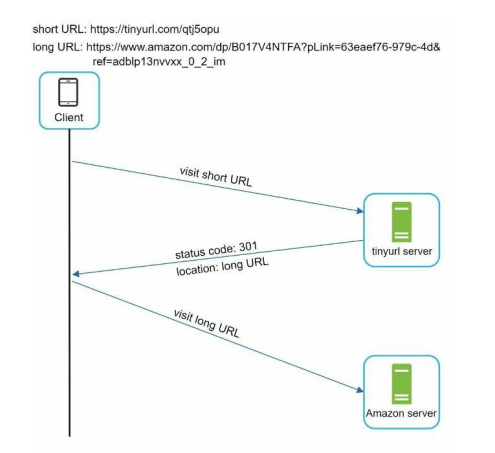 short URL: https://tinyurl.com/qtj5opu
long URL: https://www.amazon.com/dp/B017V4NTFA?pLink=63eaef76-979c-4d&
ref=adblp13nvvxx_0_2_im
Client
visit short URL
tinyurl server
status code: 301
location: long URL
visit long URL
Amazon server